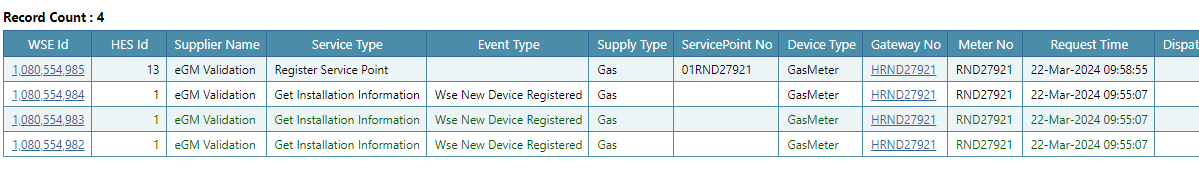 Record Count : 4
WSE Id HES Id Supplier Name Service Type Event Type Supply Type ServicePoint No Device Type Gateway No Meter No Request Time Dispat
1,080,554,985 13 eGM Validation Register Service Point Gas 01RND27921 GasMeter HRND27921 RND27921 22-Mar-2024 09:58:55
1,080,554,984 1 eGM Validation Get Installation Information Wse New Device Registered Gas GasMeter HRND27921 RND27921 22-Mar-2024 09:55:07
1,080,554,983 1 eGM Validation Get Installation Information Wse New Device Registered Gas GasMeter HRND27921 RND27921 22-Mar-2024 09:55:07
1,080,554,982 1 eGM Validation Get Installation Information Wse New Device Registered Gas GasMeter HRND27921 RND27921 22-Mar-2024 09:55:07